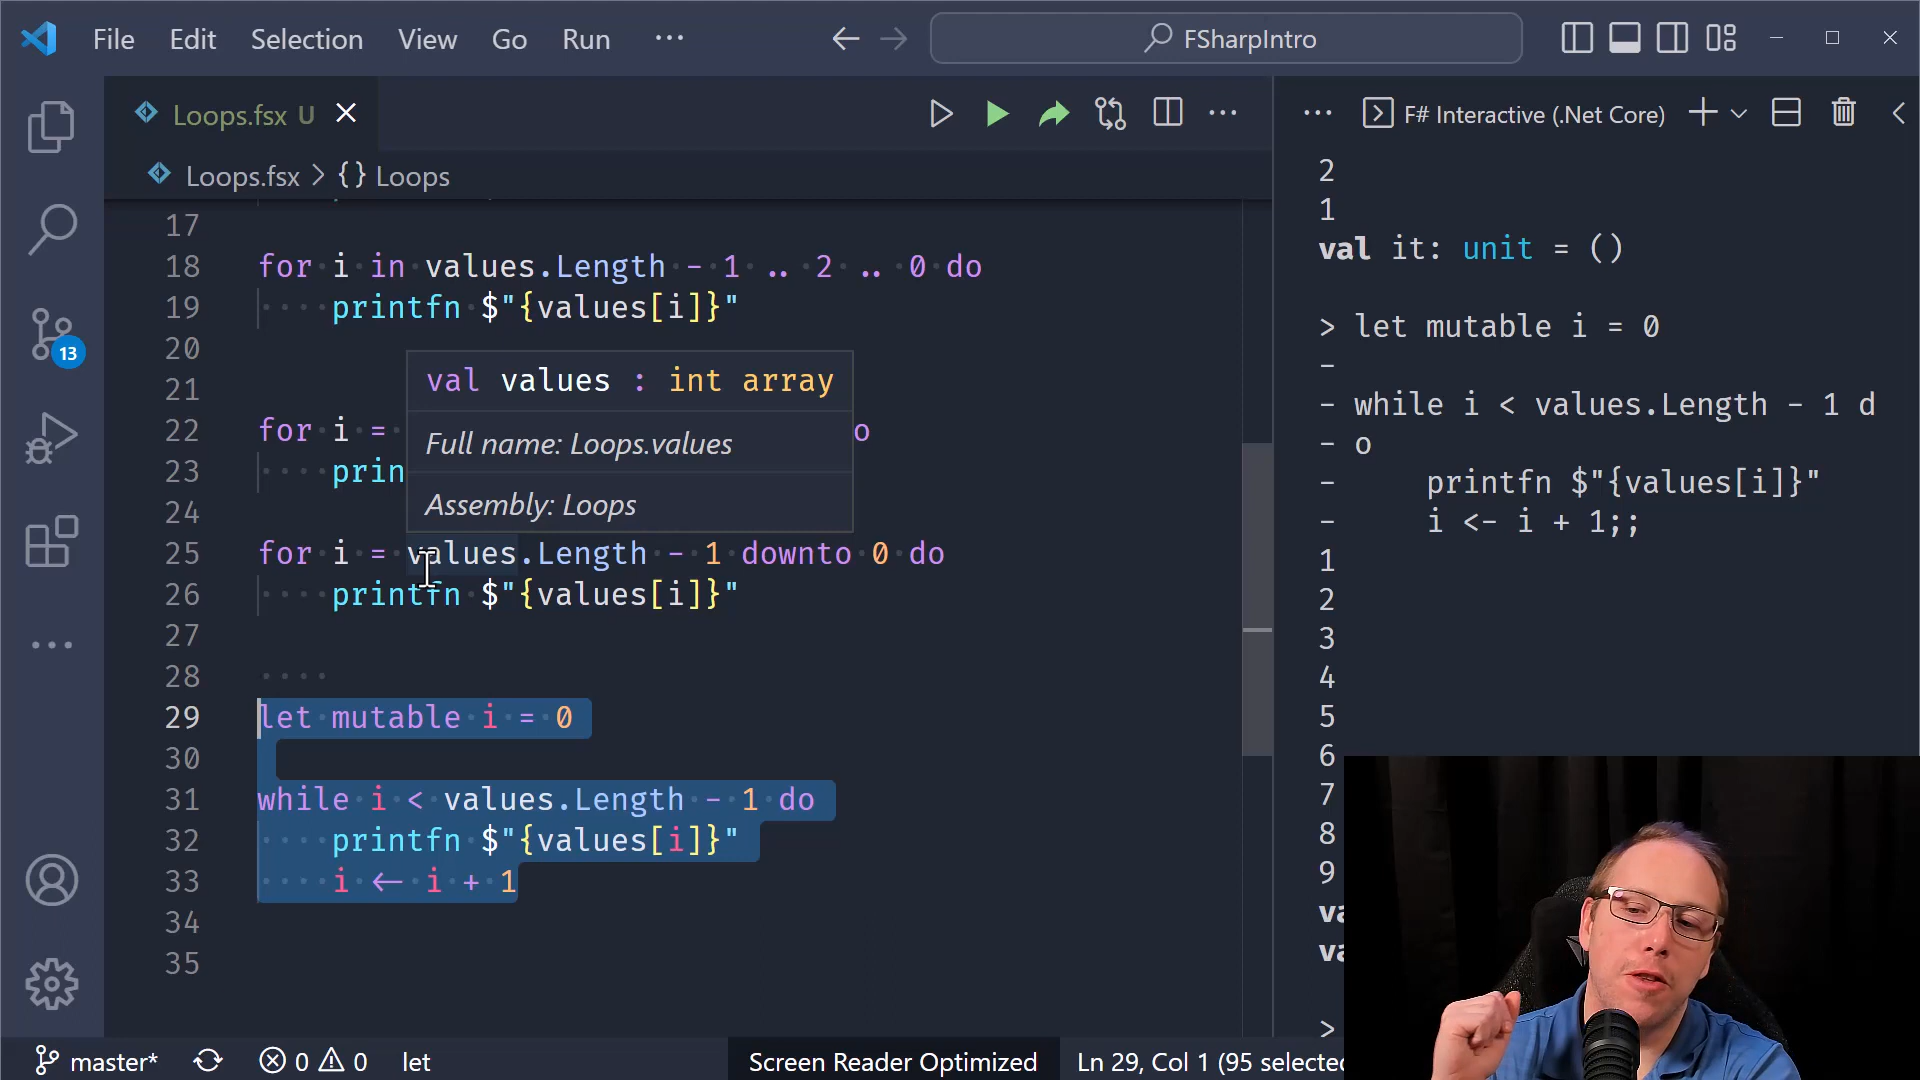 File Edit Selection View Go Run ···
FSharpIntro
Loops.fsx U
Loops.fsx > {} Loops
17
18 for i in values.Length - 1 .. 2 .. 0 do
19 printfn $"{values[i]}"
20
21
22 for i = o
23 prin
24
25 for i = values.Length - 1 downto 0 do
26 printfn $"{values[i]}"
27
28
29 let mutable i = 0
30
31 while i < values.Length - 1 do
32 printfn $"{values[i]}"
33 i <- i + 1
34
35
val values : int array
Full name: Loops.values
Assembly: Loops
13
F# Interactive (.Net Core)
2
1
val it: unit = ()
> let mutable i = 0
-
- while i < values.Length - 1 d
- o
- printfn $"{values[i]}"
- i <- i + 1;;
1
2
3
4
5
6
7
8
9
va
va
>
master* 0 0 let Screen Reader Optimized Ln 29, Col 1 (95 selected